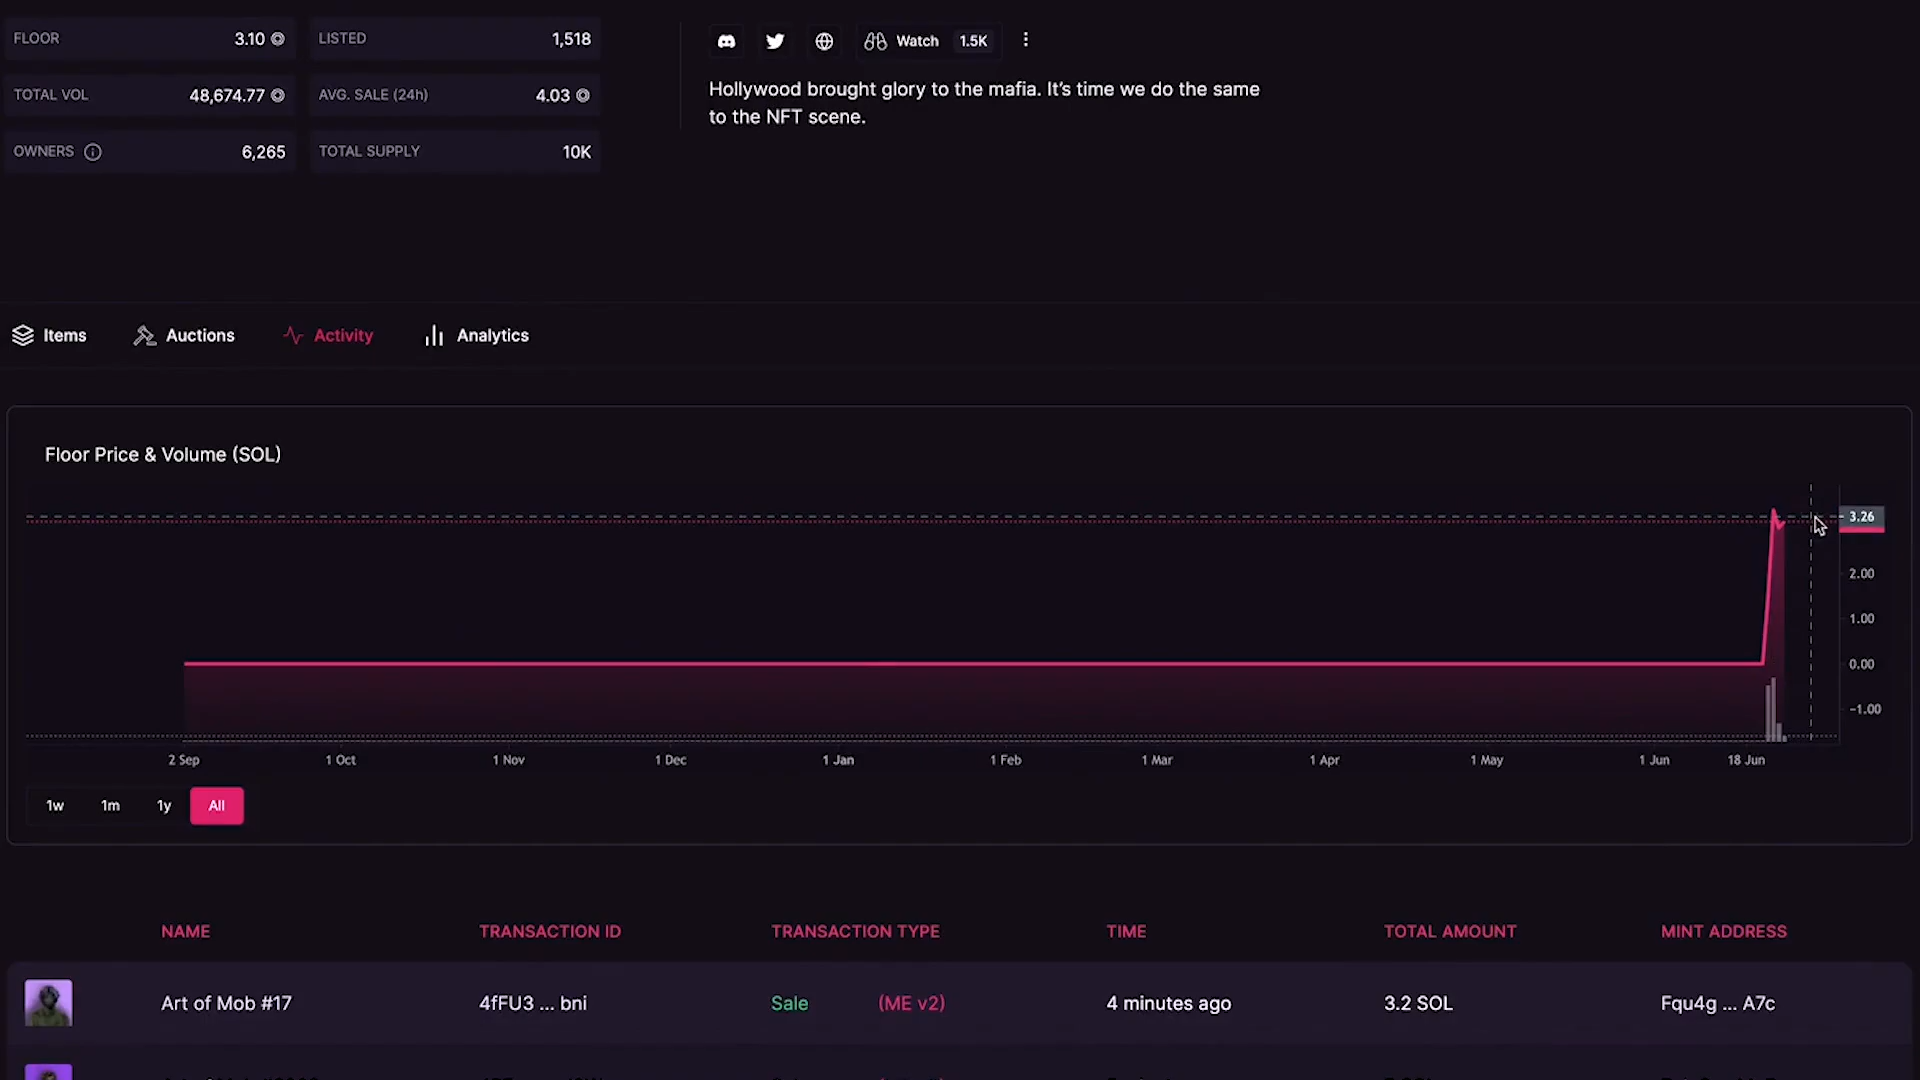 FLOOR 3.10 LISTED 1,518
TOTAL VOL 48,674.77 AVG. SALE (24h) 4.03
OWNERS 6,265 TOTAL SUPPLY 10K
Watch 1.5K
Hollywood brought glory to the mafia. It's time we do the same
to the NFT scene.
Items Auctions Activity Analytics
Floor Price & Volume (SOL)
3.26
2.00
1.00
0.00
-1.00
2 Sep 1 Oct 1 Nov 1 Dec 1 Jan 1 Feb 1 Mar 1 Apr 1 May 1 Jun 18 Jun
1w 1m 1y All
NAME TRANSACTION ID TRANSACTION TYPE TIME TOTAL AMOUNT MINT ADDRESS
Art of Mob #17 4fFU3 ... bni Sale (ME v2) 4 minutes ago 3.2 SOL Fqu4g ... A7c